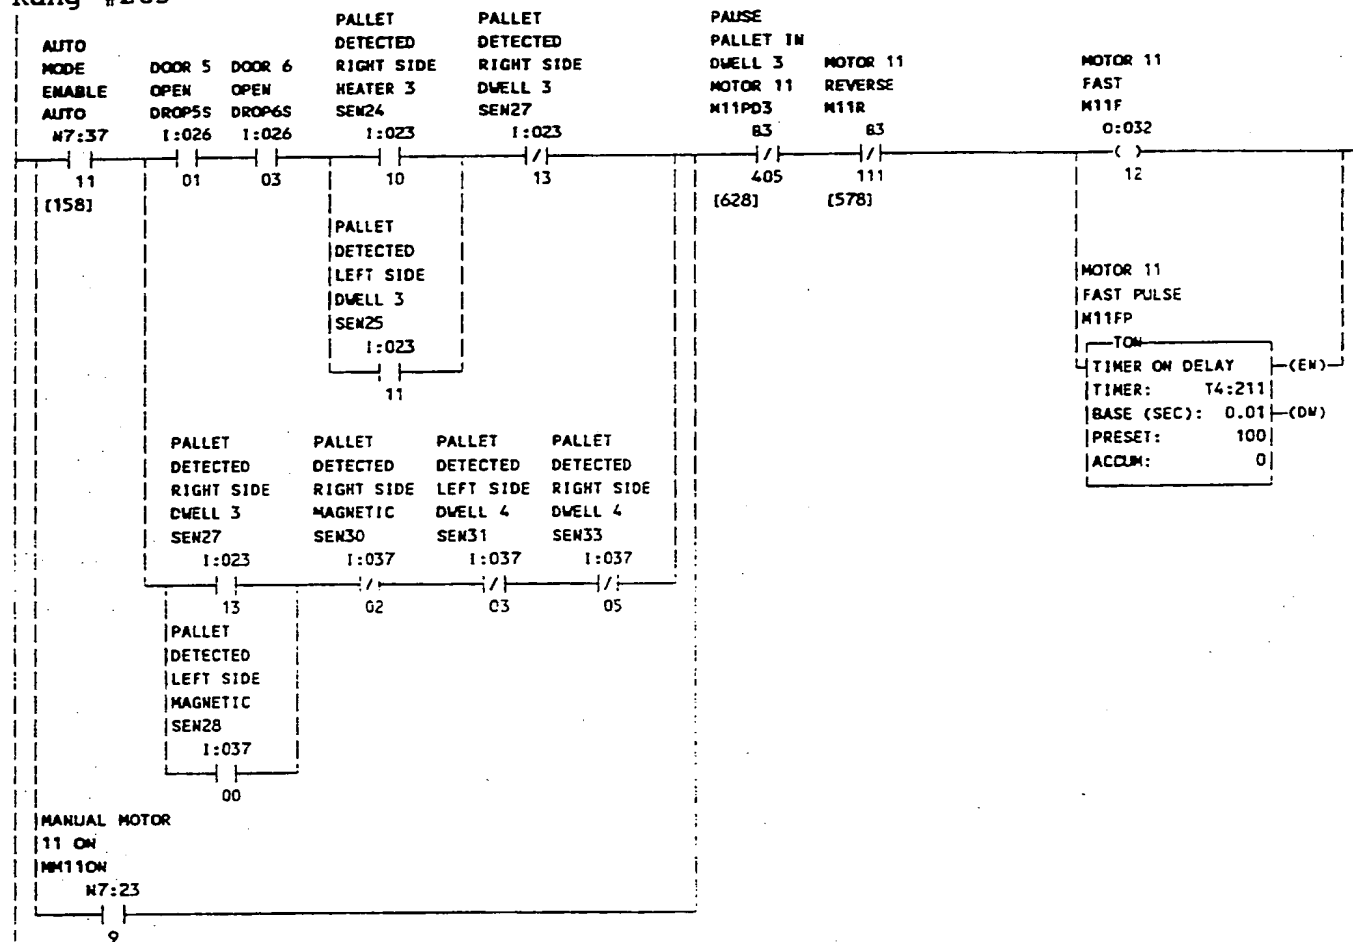 AUTO
MODE
ENABLE
AUTO
N7:37
11
[158]
DOOR 5
OPEN
DROP5S
I:026
01
DOOR 6
OPEN
DROP6S
I:026
03
PALLET
DETECTED
RIGHT SIDE
HEATER 3
SEN24
I:023
10
PALLET
DETECTED
RIGHT SIDE
DWELL 3
SEN27
I:023
13
PAUSE
PALLET IN
DWELL 3
MOTOR 11
M11PD3
B3
405
[628]
MOTOR 11
REVERSE
M11R
B3
111
[578]
MOTOR 11
FAST
M11F
O:032
12
PALLET
DETECTED
LEFT SIDE
DWELL 3
SEN25
I:023
11
MOTOR 11
FAST PULSE
M11FP
TON
TIMER ON DELAY
(EN)
TIMER: T4:211
BASE (SEC): 0.01
(DN)
PRESET: 100
ACCUM: 0
PALLET
DETECTED
RIGHT SIDE
DWELL 3
SEN27
I:023
13
PALLET
DETECTED
RIGHT SIDE
MAGNETIC
SEN30
I:037
02
PALLET
DETECTED
LEFT SIDE
DWELL 4
SEN31
I:037
03
PALLET
DETECTED
RIGHT SIDE
DWELL 4
SEN33
I:037
05
PALLET
DETECTED
LEFT SIDE
MAGNETIC
SEN28
I:037
00
MANUAL MOTOR
11 ON
MM11ON
N7:23
9